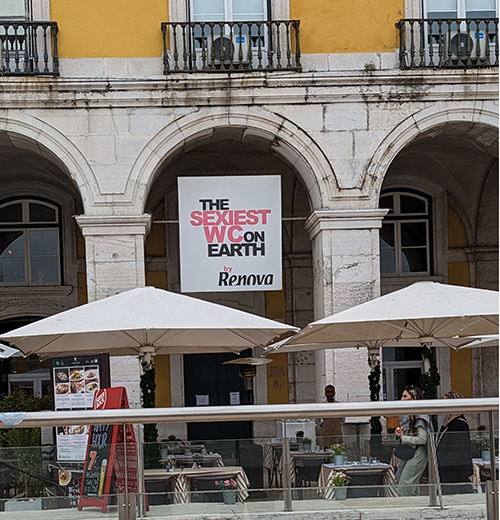 THE
SEXIEST
WC ON
EARTH
by
Renova